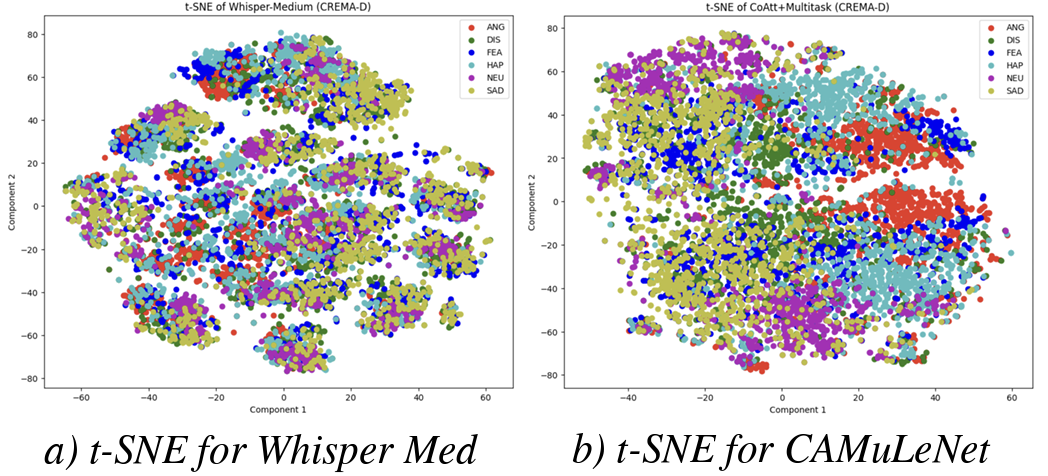 t-SNE of Whisper-Medium (CREMA-D)
80
60
40
20
0
−20
−40
−60
−80
Component 2
−60
−40
−20
0
20
40
60
Component 1
ANG
DIS
FEA
HAP
NEU
SAD
a) t-SNE for Whisper Med
t-SNE of CoAtt+Multitask (CREMA-D)
80
60
40
20
0
−20
−40
−60
−80
Component 2
−40
−20
0
20
40
60
Component 1
ANG
DIS
FEA
HAP
NEU
SAD
b) t-SNE for CAMuLeNet